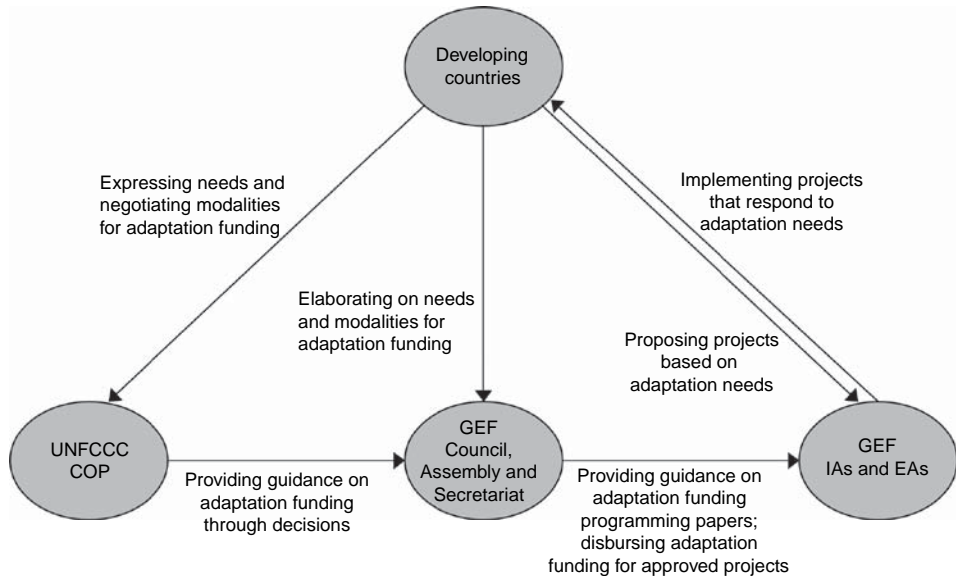 Developing
countries
Expressing needs and
negotiating modalities
for adaptation funding
Implementing projects
that respond to
adaptation needs
Elaborating on needs
and modalities for
adaptation funding
Proposing projects
based on
adaptation needs
UNFCCC
COP
GEF
Council,
Assembly and
Secretariat
GEF
IAs and EAs
Providing guidance on
adaptation funding
through decisions
Providing guidance on
adaptation funding
programming papers;
disbursing adaptation
funding for approved projects